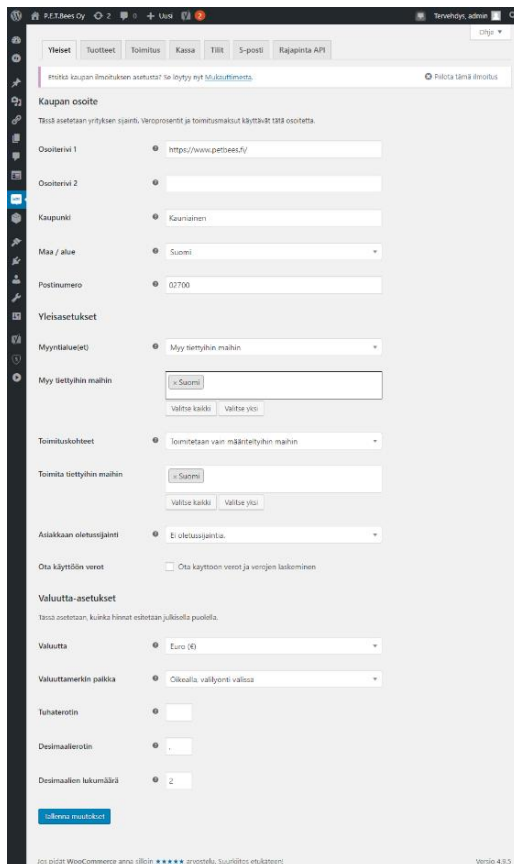 P.E.T.Bees Oy 2 0 + Uusi 2 Tervehdys, admin
Ohje
Yleiset Tuotteet Toimitus Kassa Tilit S-posti Rajapinta API
Etsitkö kaupan ilmoituksen asetusta? Se löytyy nyt Mukauttimesta. Piilota tämä ilmoitus
Kaupan osoite
Tässä asetetaan yrityksen sijainti, Veroprosentit ja toimitusmaksut käyttävät tätä osoitetta.
Osoiterivi 1 https://www.petbees.fi/
Osoiterivi 2
Kaupunki Kauniainen
Maa / alue Suomi
Postinumero 02700
Yleisasetukset
Myyntialue(et) Myy tiettyihin maihin
Myy tiettyihin maihin × Suomi
Valitse kaikki Valitse yksi
Toimituskohteet Toimitetaan vain määriteltyihin maihin
Toimita tiettyihin maihin × Suomi
Valitse kaikki Valitse yksi
Asiakkaan oletussijainti Ei oletussijaintia.
Ota käyttöön verot Ota käyttöön verot ja verojen laskeminen
Valuutta-asetukset
Tässä asetetaan, kuinka hinnat esitetään julkisella puolella.
Valuutta Euro (€)
Valuuttamerkin paikka Oikealla, välilyönti välissä
Tuhaterotin
Desimaalierotin ,
Desimaalien lukumäärä 2
Tallenna muutokset
Jos pidät WooCommerce anna silloin ★★★★★ arvostelu. Suurkiitos etukäteen! Versio 4.9.5